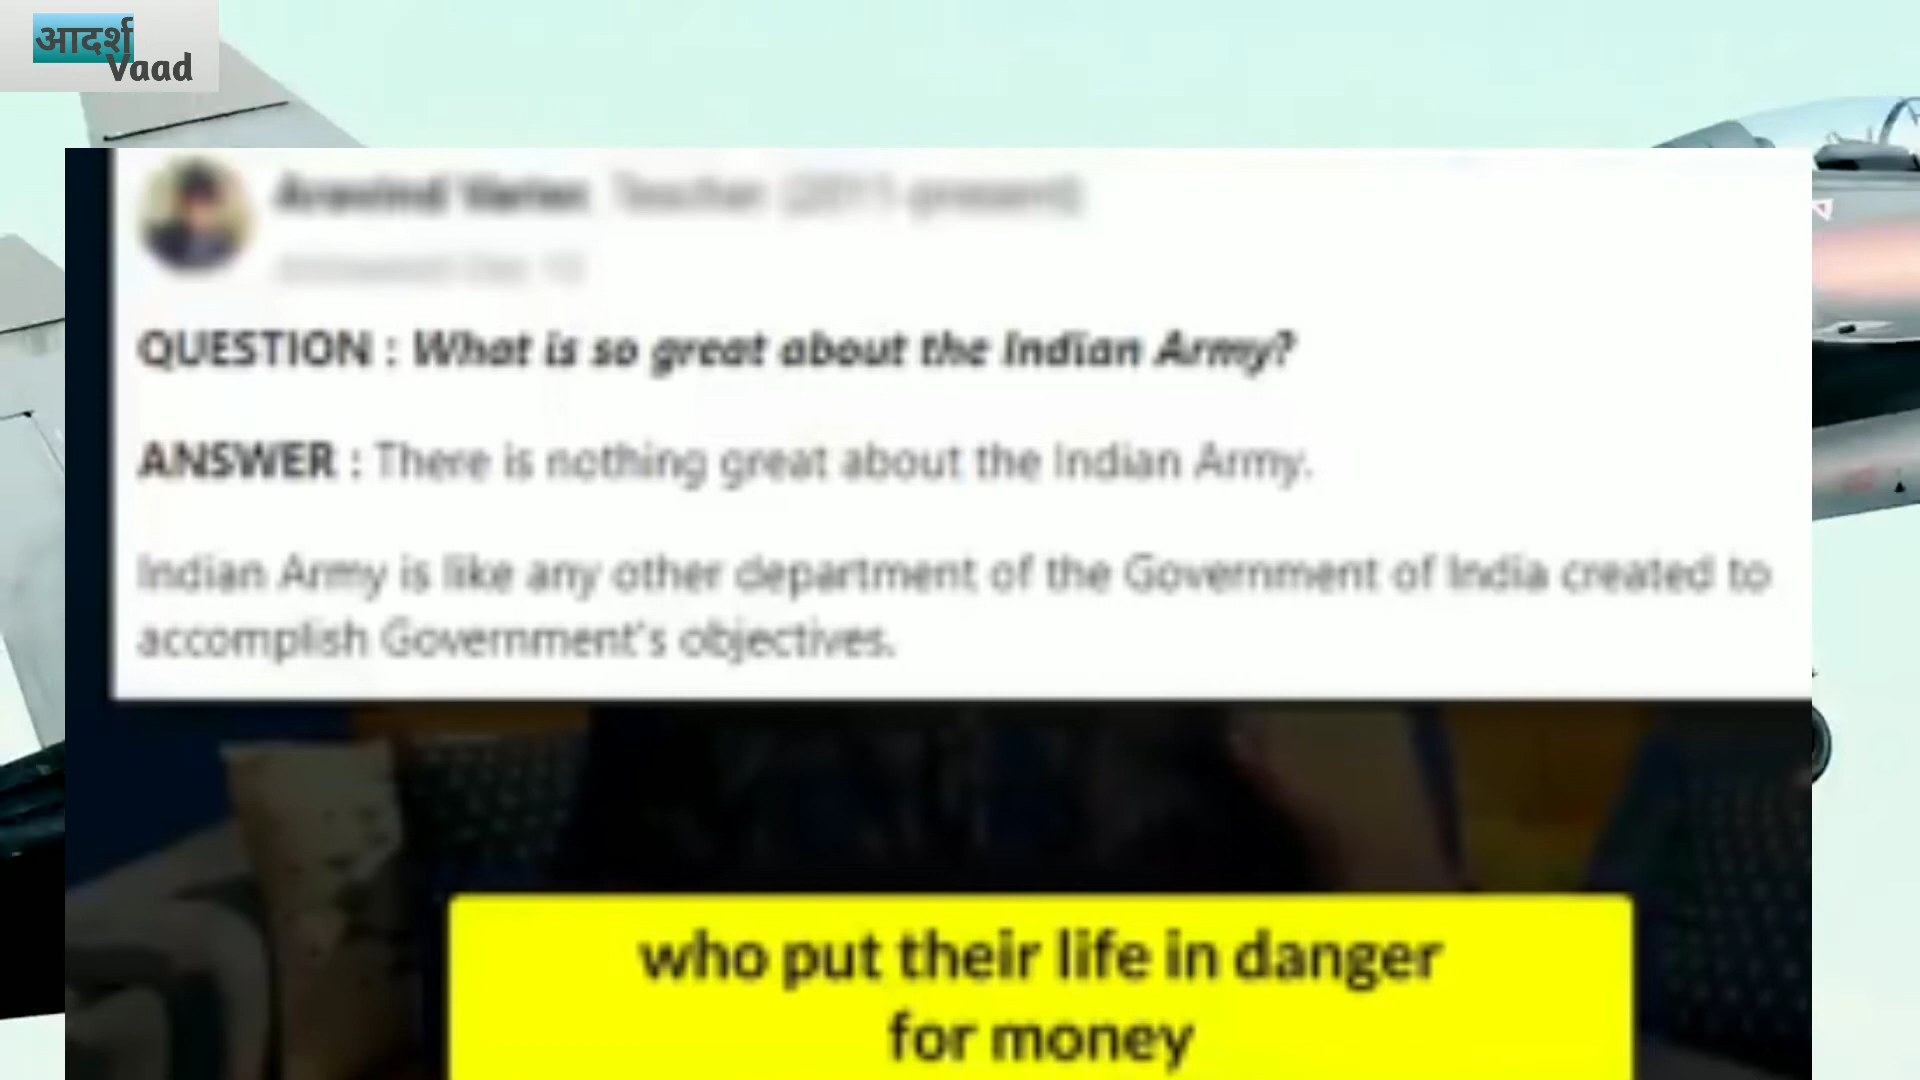 आदर्श
Vaad
QUESTION : What is so great about the Indian Army?
ANSWER : There is nothing great about the Indian Army.
Indian Army is like any other department of the Government of India created to
accomplish Government's objectives.
who put their life in danger
for money